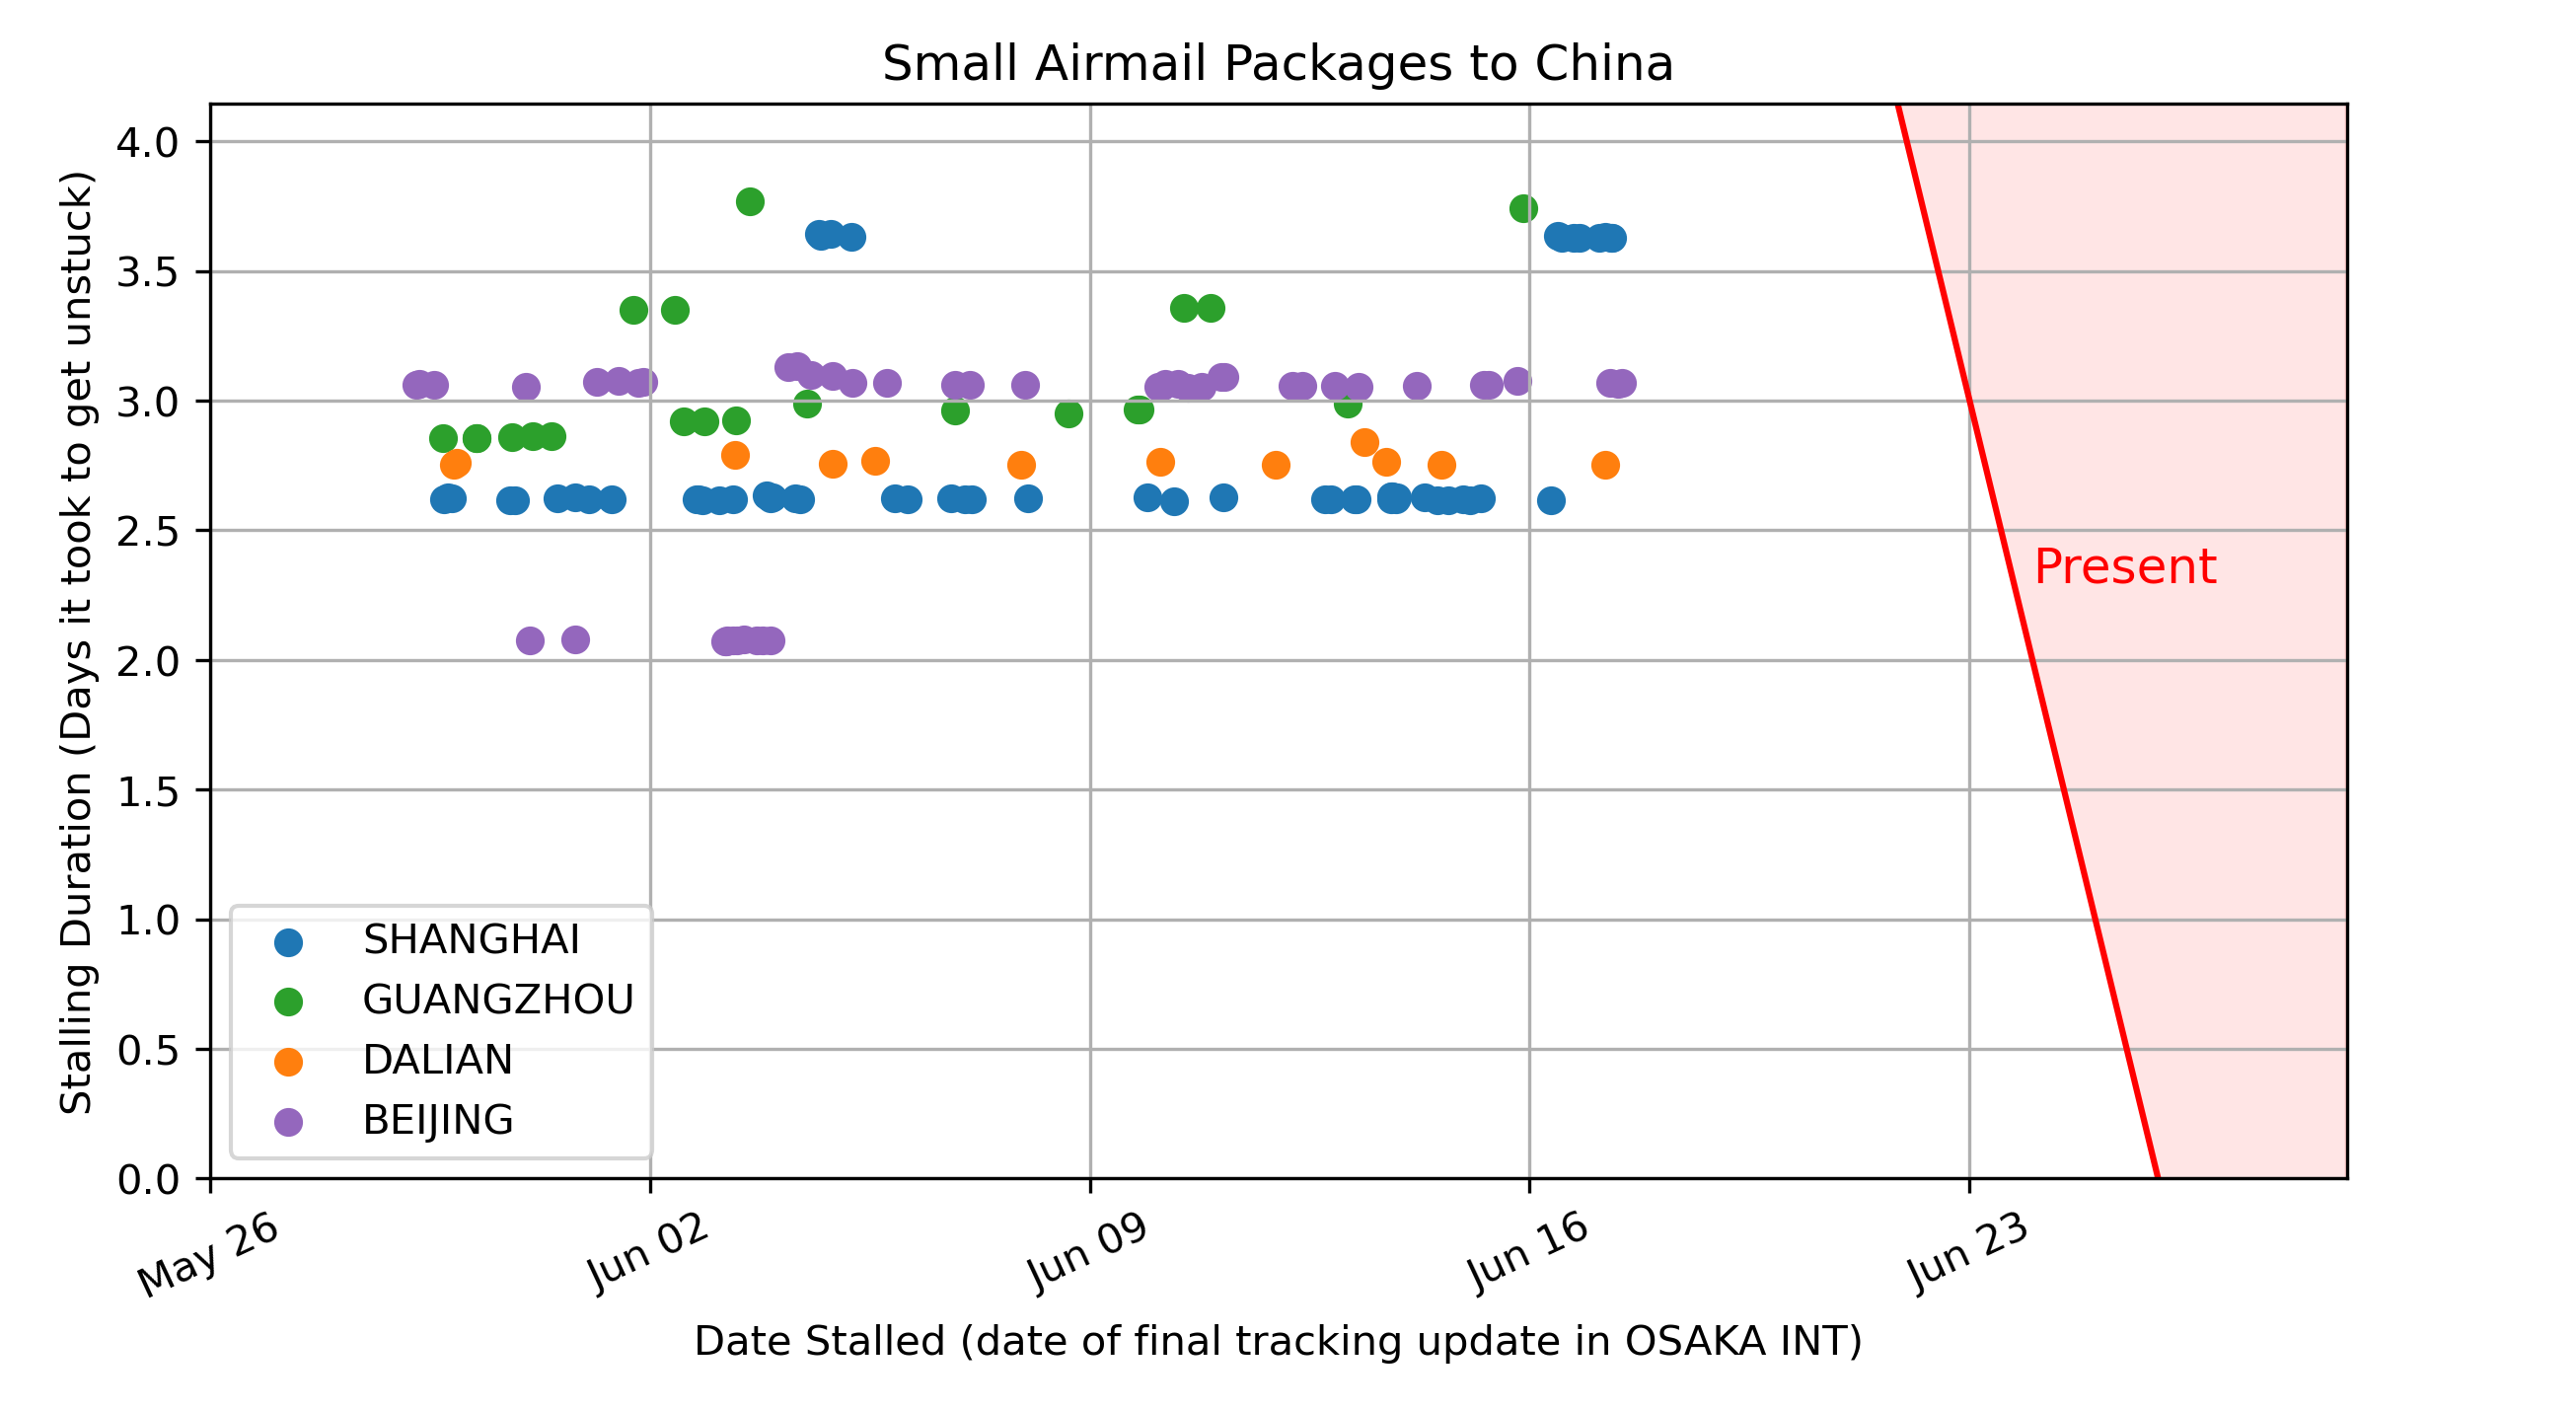 Small Airmail Packages to China
Stalling Duration (Days it took to get unstuck)
4.0
3.5
3.0
2.5
2.0
1.5
1.0
0.5
0.0
Present
SHANGHAI
GUANGZHOU
DALIAN
BEIJING
May 26
Jun 02
Jun 09
Jun 16
Jun 23
Date Stalled (date of final tracking update in OSAKA INT)